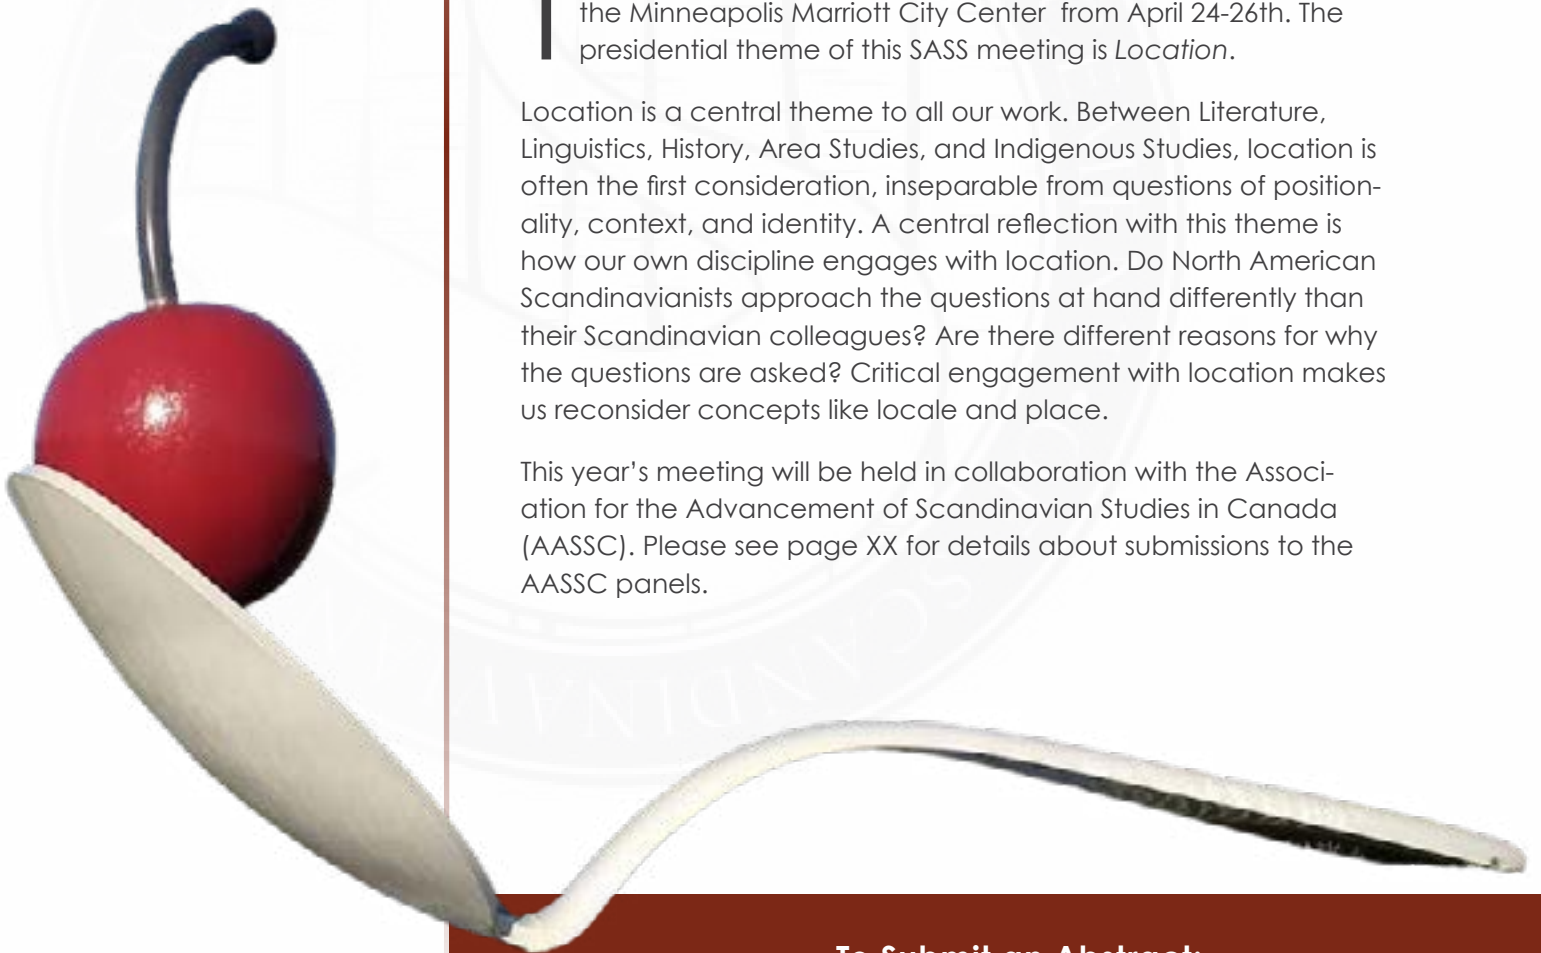 the Minneapolis Marriott City Center from April 24-26th. The
presidential theme of this SASS meeting is Location.
Location is a central theme to all our work. Between Literature,
Linguistics, History, Area Studies, and Indigenous Studies, location is
often the first consideration, inseparable from questions of position-
ality, context, and identity. A central reflection with this theme is
how our own discipline engages with location. Do North American
Scandinavianists approach the questions at hand differently than
their Scandinavian colleagues? Are there different reasons for why
the questions are asked? Critical engagement with location makes
us reconsider concepts like locale and place.
This year’s meeting will be held in collaboration with the Associ-
ation for the Advancement of Scandinavian Studies in Canada
(AASSC). Please see page XX for details about submissions to the
AASSC panels.
To Submit an Abstract: